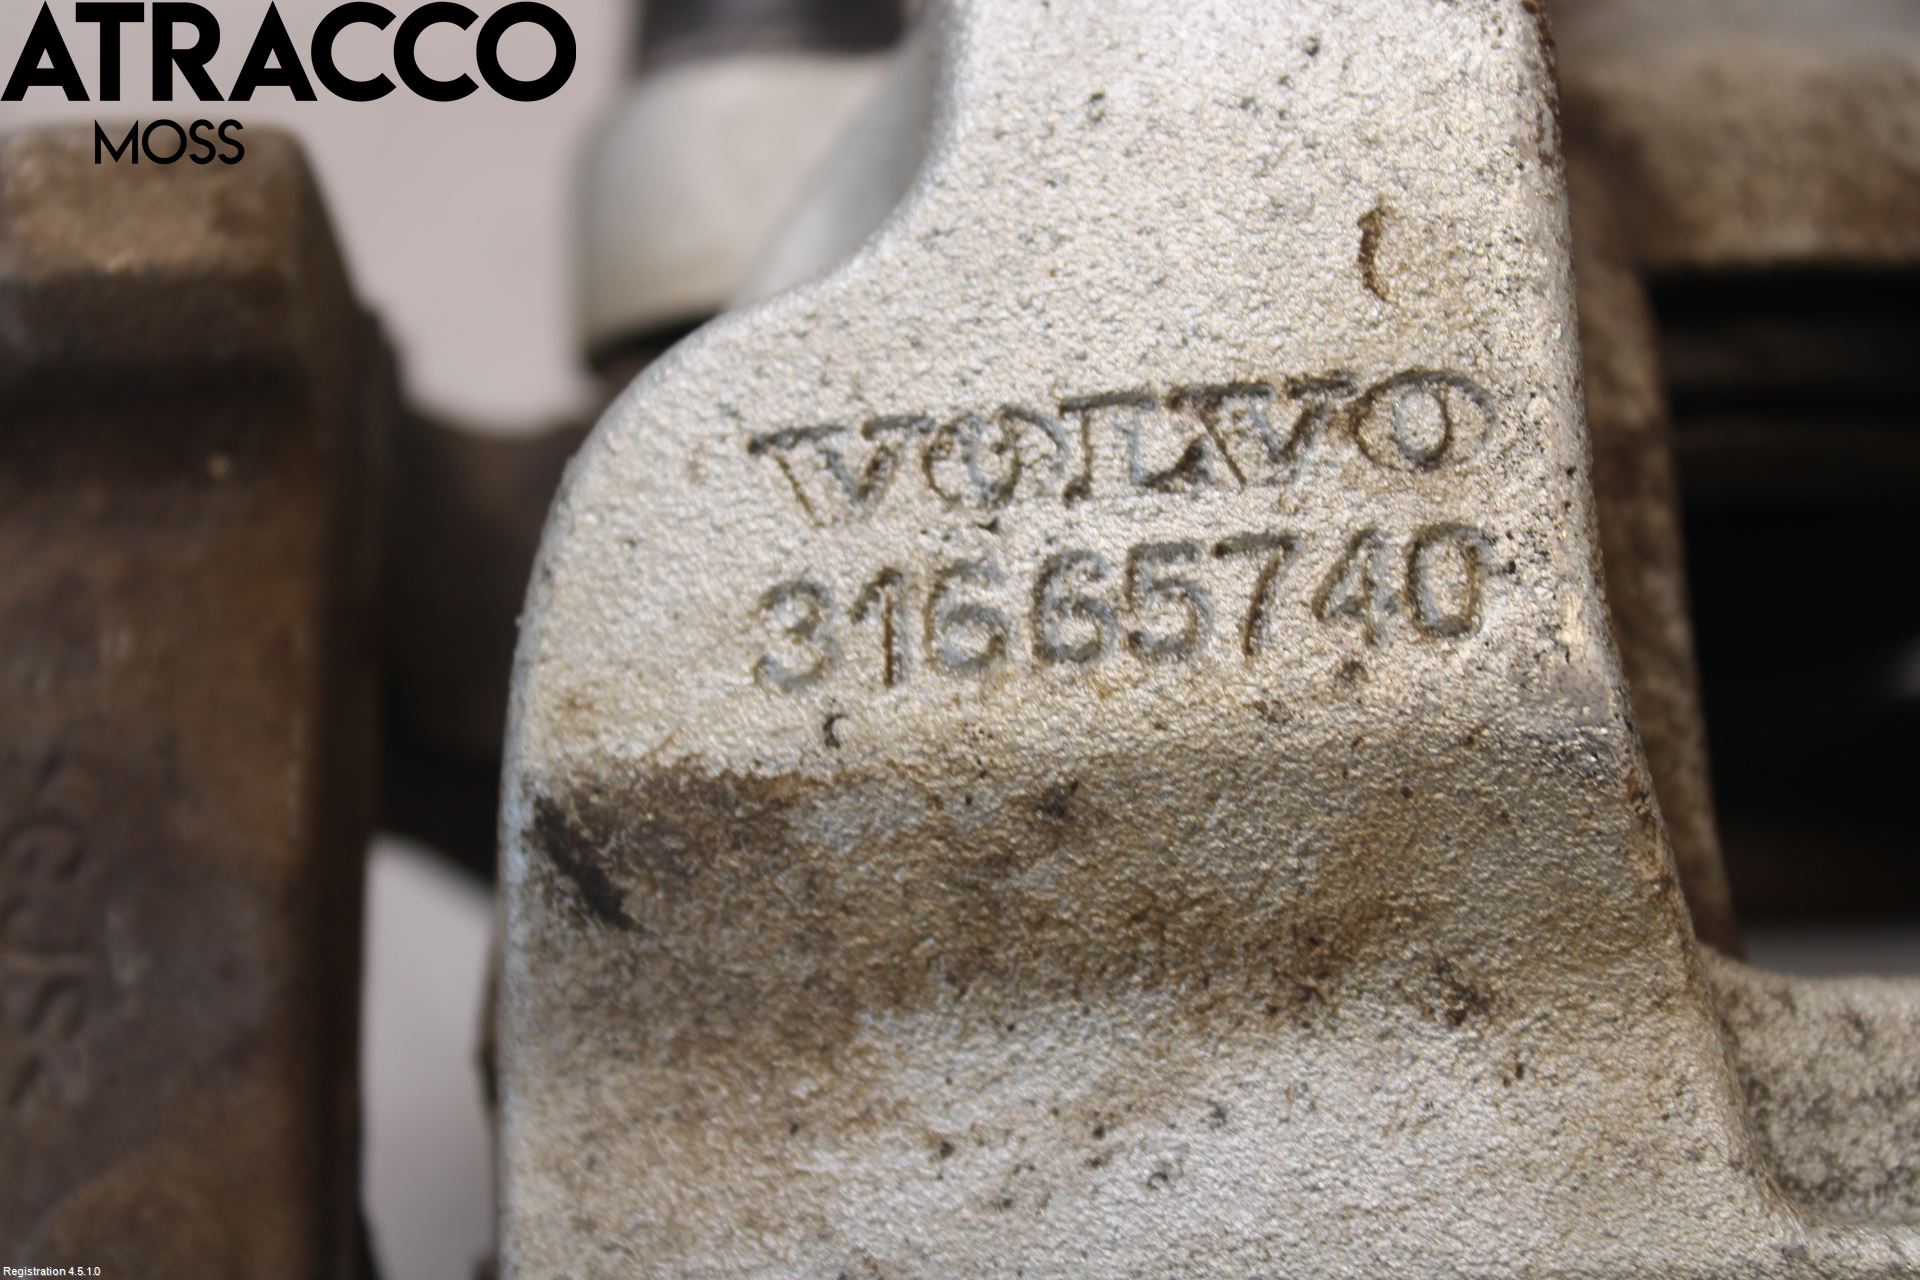 ATRACCO
MOSS
VOLVO
31665740
Registration 4.5.1.0